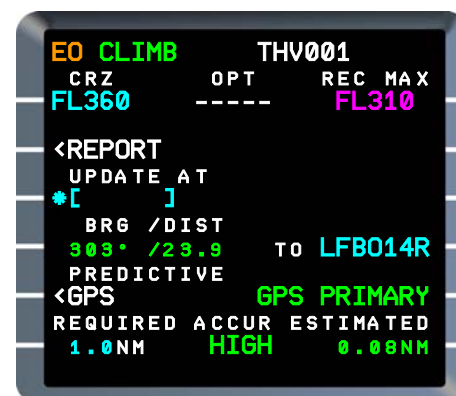 EO CLIMB THV001
CRZ OPT REC MAX
FL360 ----- FL310
<REPORT
UPDATE AT
*[ ]
BRG /DIST
303° /23.9 TO LFBO14R
PREDICTIVE
<GPS GPS PRIMARY
REQUIRED ACCUR ESTIMATED
1.0NM HIGH 0.08NM